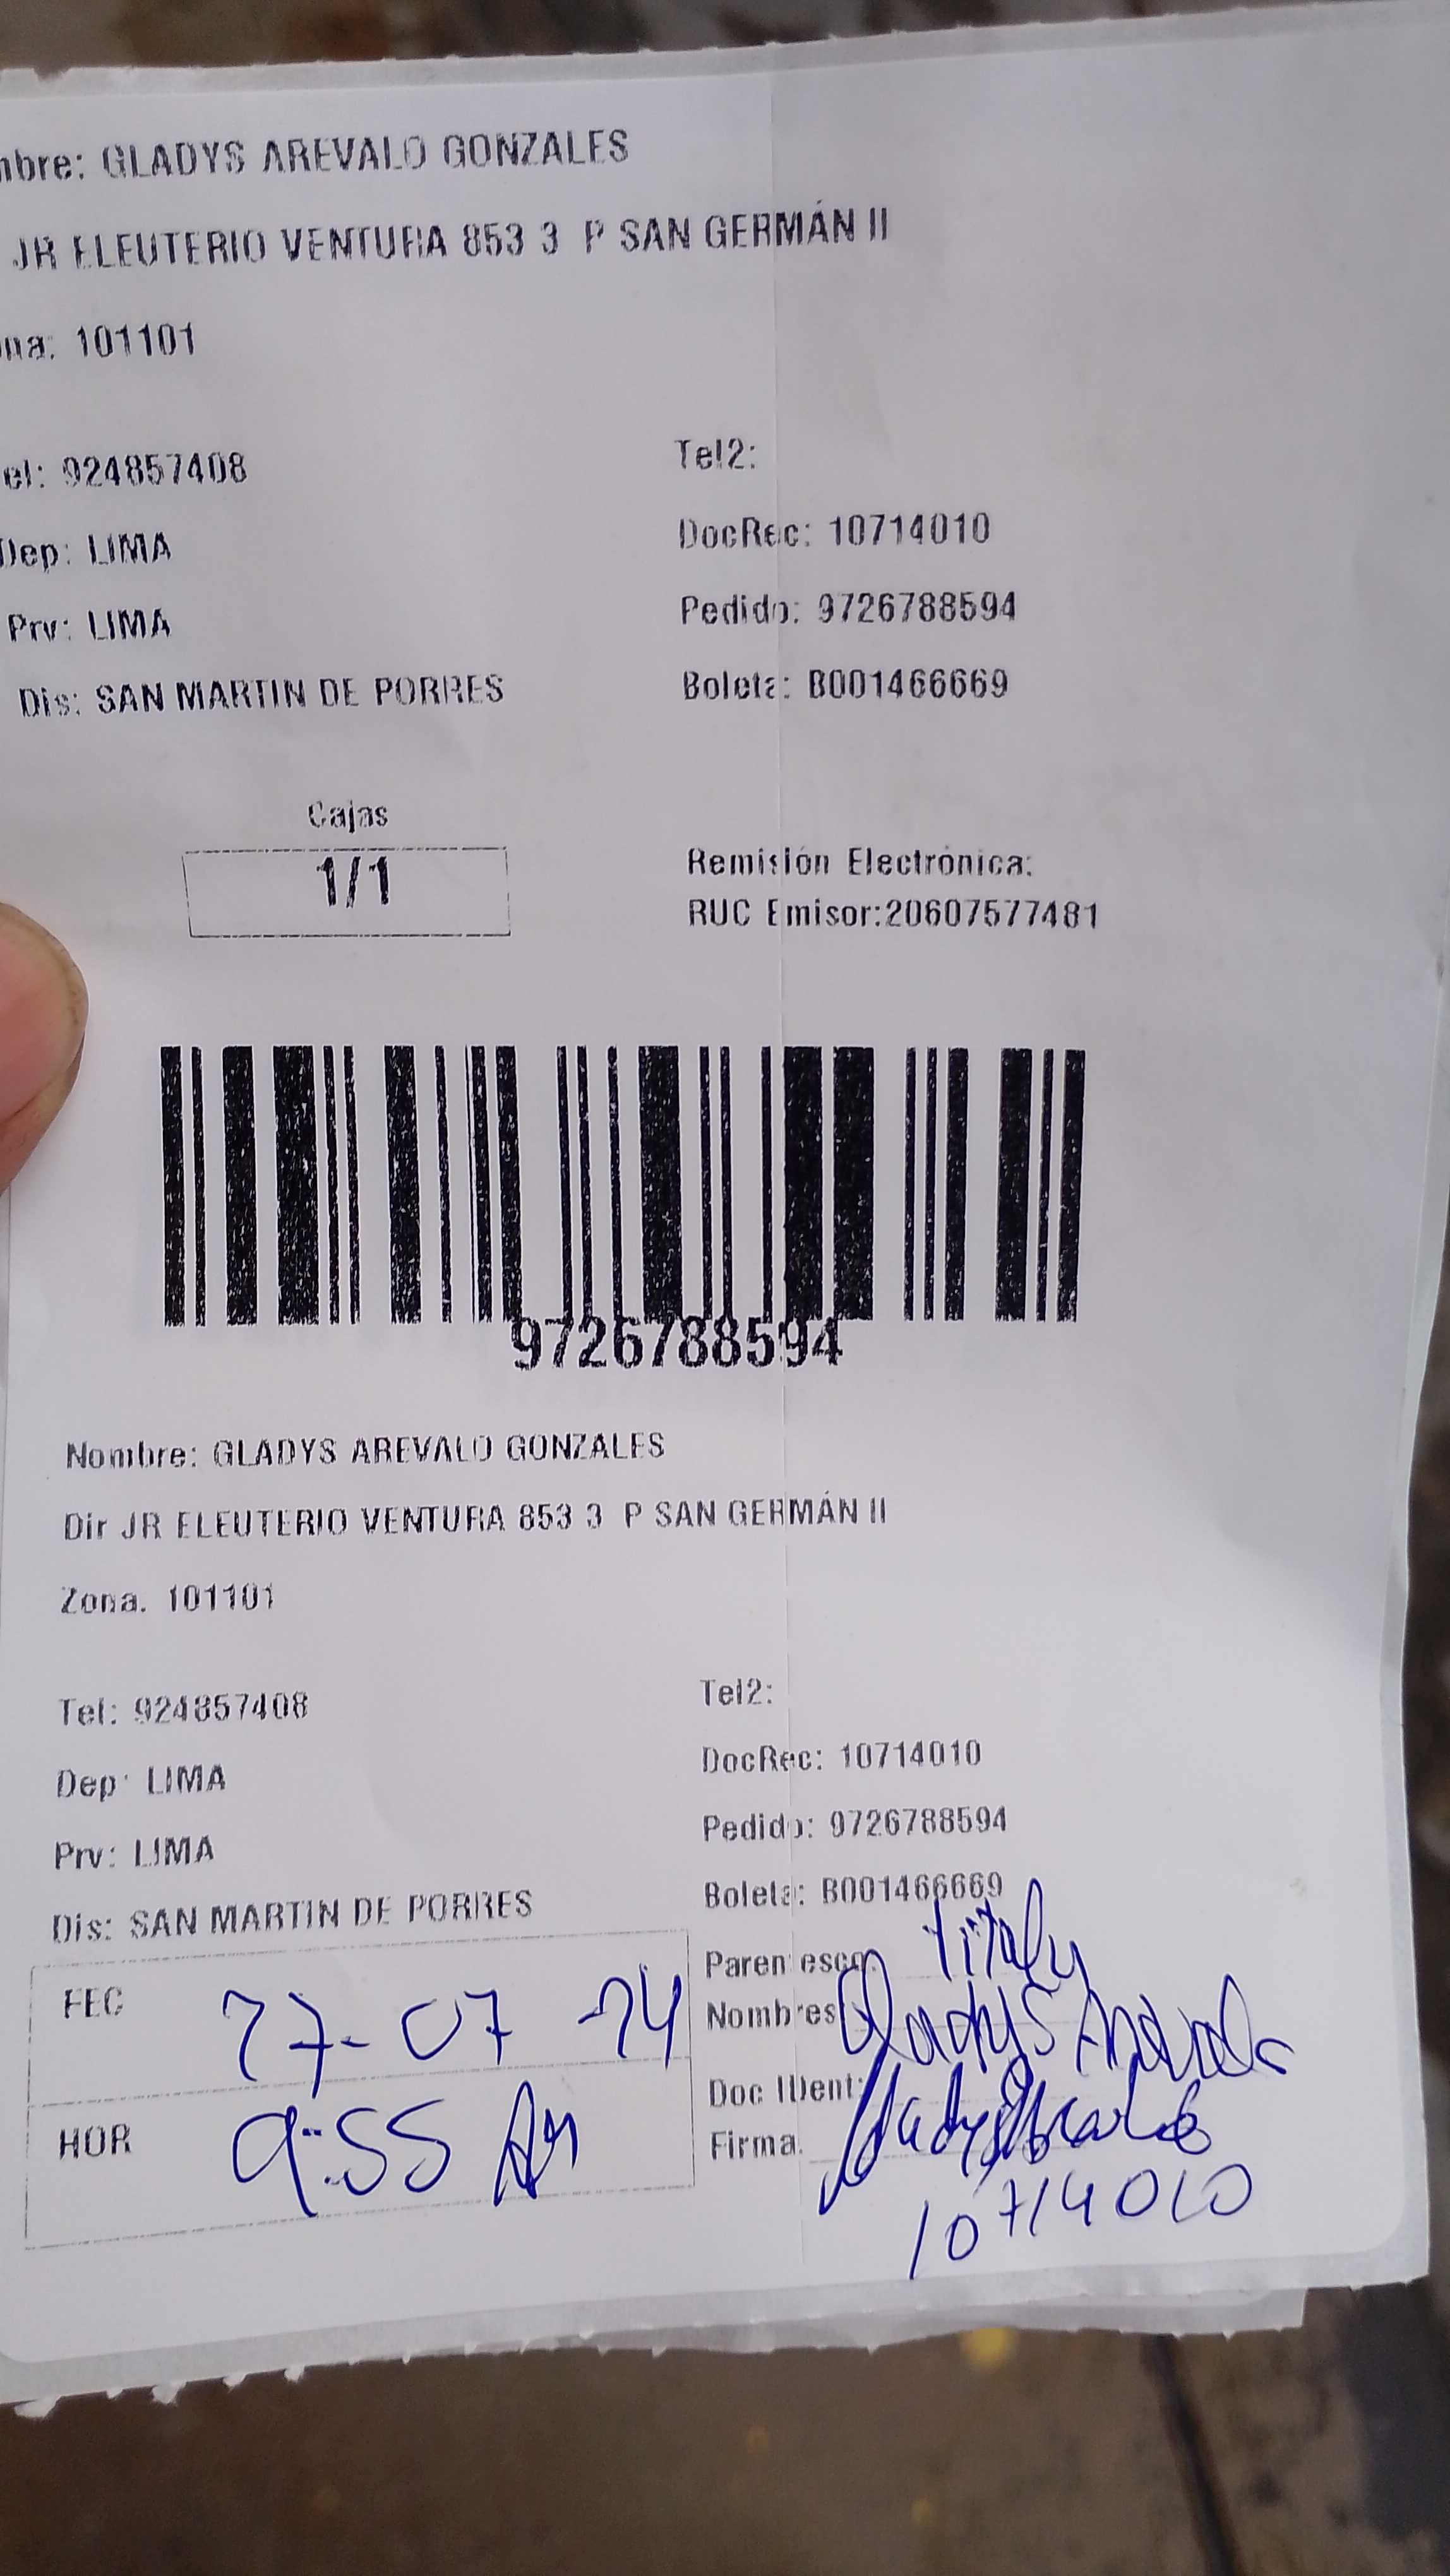 nbre: GLADYS AREVALO GONZALES
JR ELEUTERIO VENTURA 853 3 P SAN GERMÁN II
na: 101101
el: 924857408
Tel2:
Dep: LIMA
DocRec: 10714010
Prv: LIMA
Pedido: 9726788594
Dis: SAN MARTIN DE PORRES
Boleta: B001466669
Cajas
1/1
Remisión Electrónica:
RUC Emisor:20607577481
9726788594
Nombre: GLADYS AREVALO GONZALES
Dir JR ELEUTERIO VENTURA 853 3 P SAN GERMÁN II
Zona. 101101
Tel: 924857408
Tel2:
Dep: LIMA
DocRec: 10714010
Prv: LIMA
Pedido: 9726788594
Dis: SAN MARTIN DE PORRES
Boleta: B001466669
Parentesco:
FEC 27-07-24
Nombres Gladys Arevalo
Doc IDent:
HOR 9:55 Am
Firma.
10714010